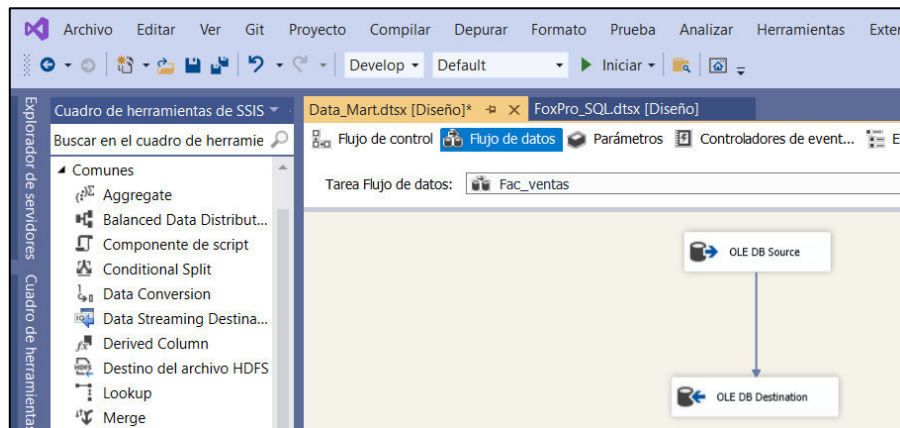 Archivo Editar Ver Git Proyecto Compilar Depurar Formato Prueba Analizar Herramientas Exter
Develop Default Iniciar
Explorador de servidores
Cuadro de herramientas
Cuadro de herramientas de SSIS
Buscar en el cuadro de herramie
Comunes
Aggregate
Balanced Data Distribut...
Componente de script
Conditional Split
Data Conversion
Data Streaming Destina...
Derived Column
Destino del archivo HDFS
Lookup
Merge
Data_Mart.dtsx [Diseño]* FoxPro_SQL.dtsx [Diseño]
Flujo de control Flujo de datos Parámetros Controladores de event... E
Tarea Flujo de datos: Fac_ventas
OLE DB Source
OLE DB Destination